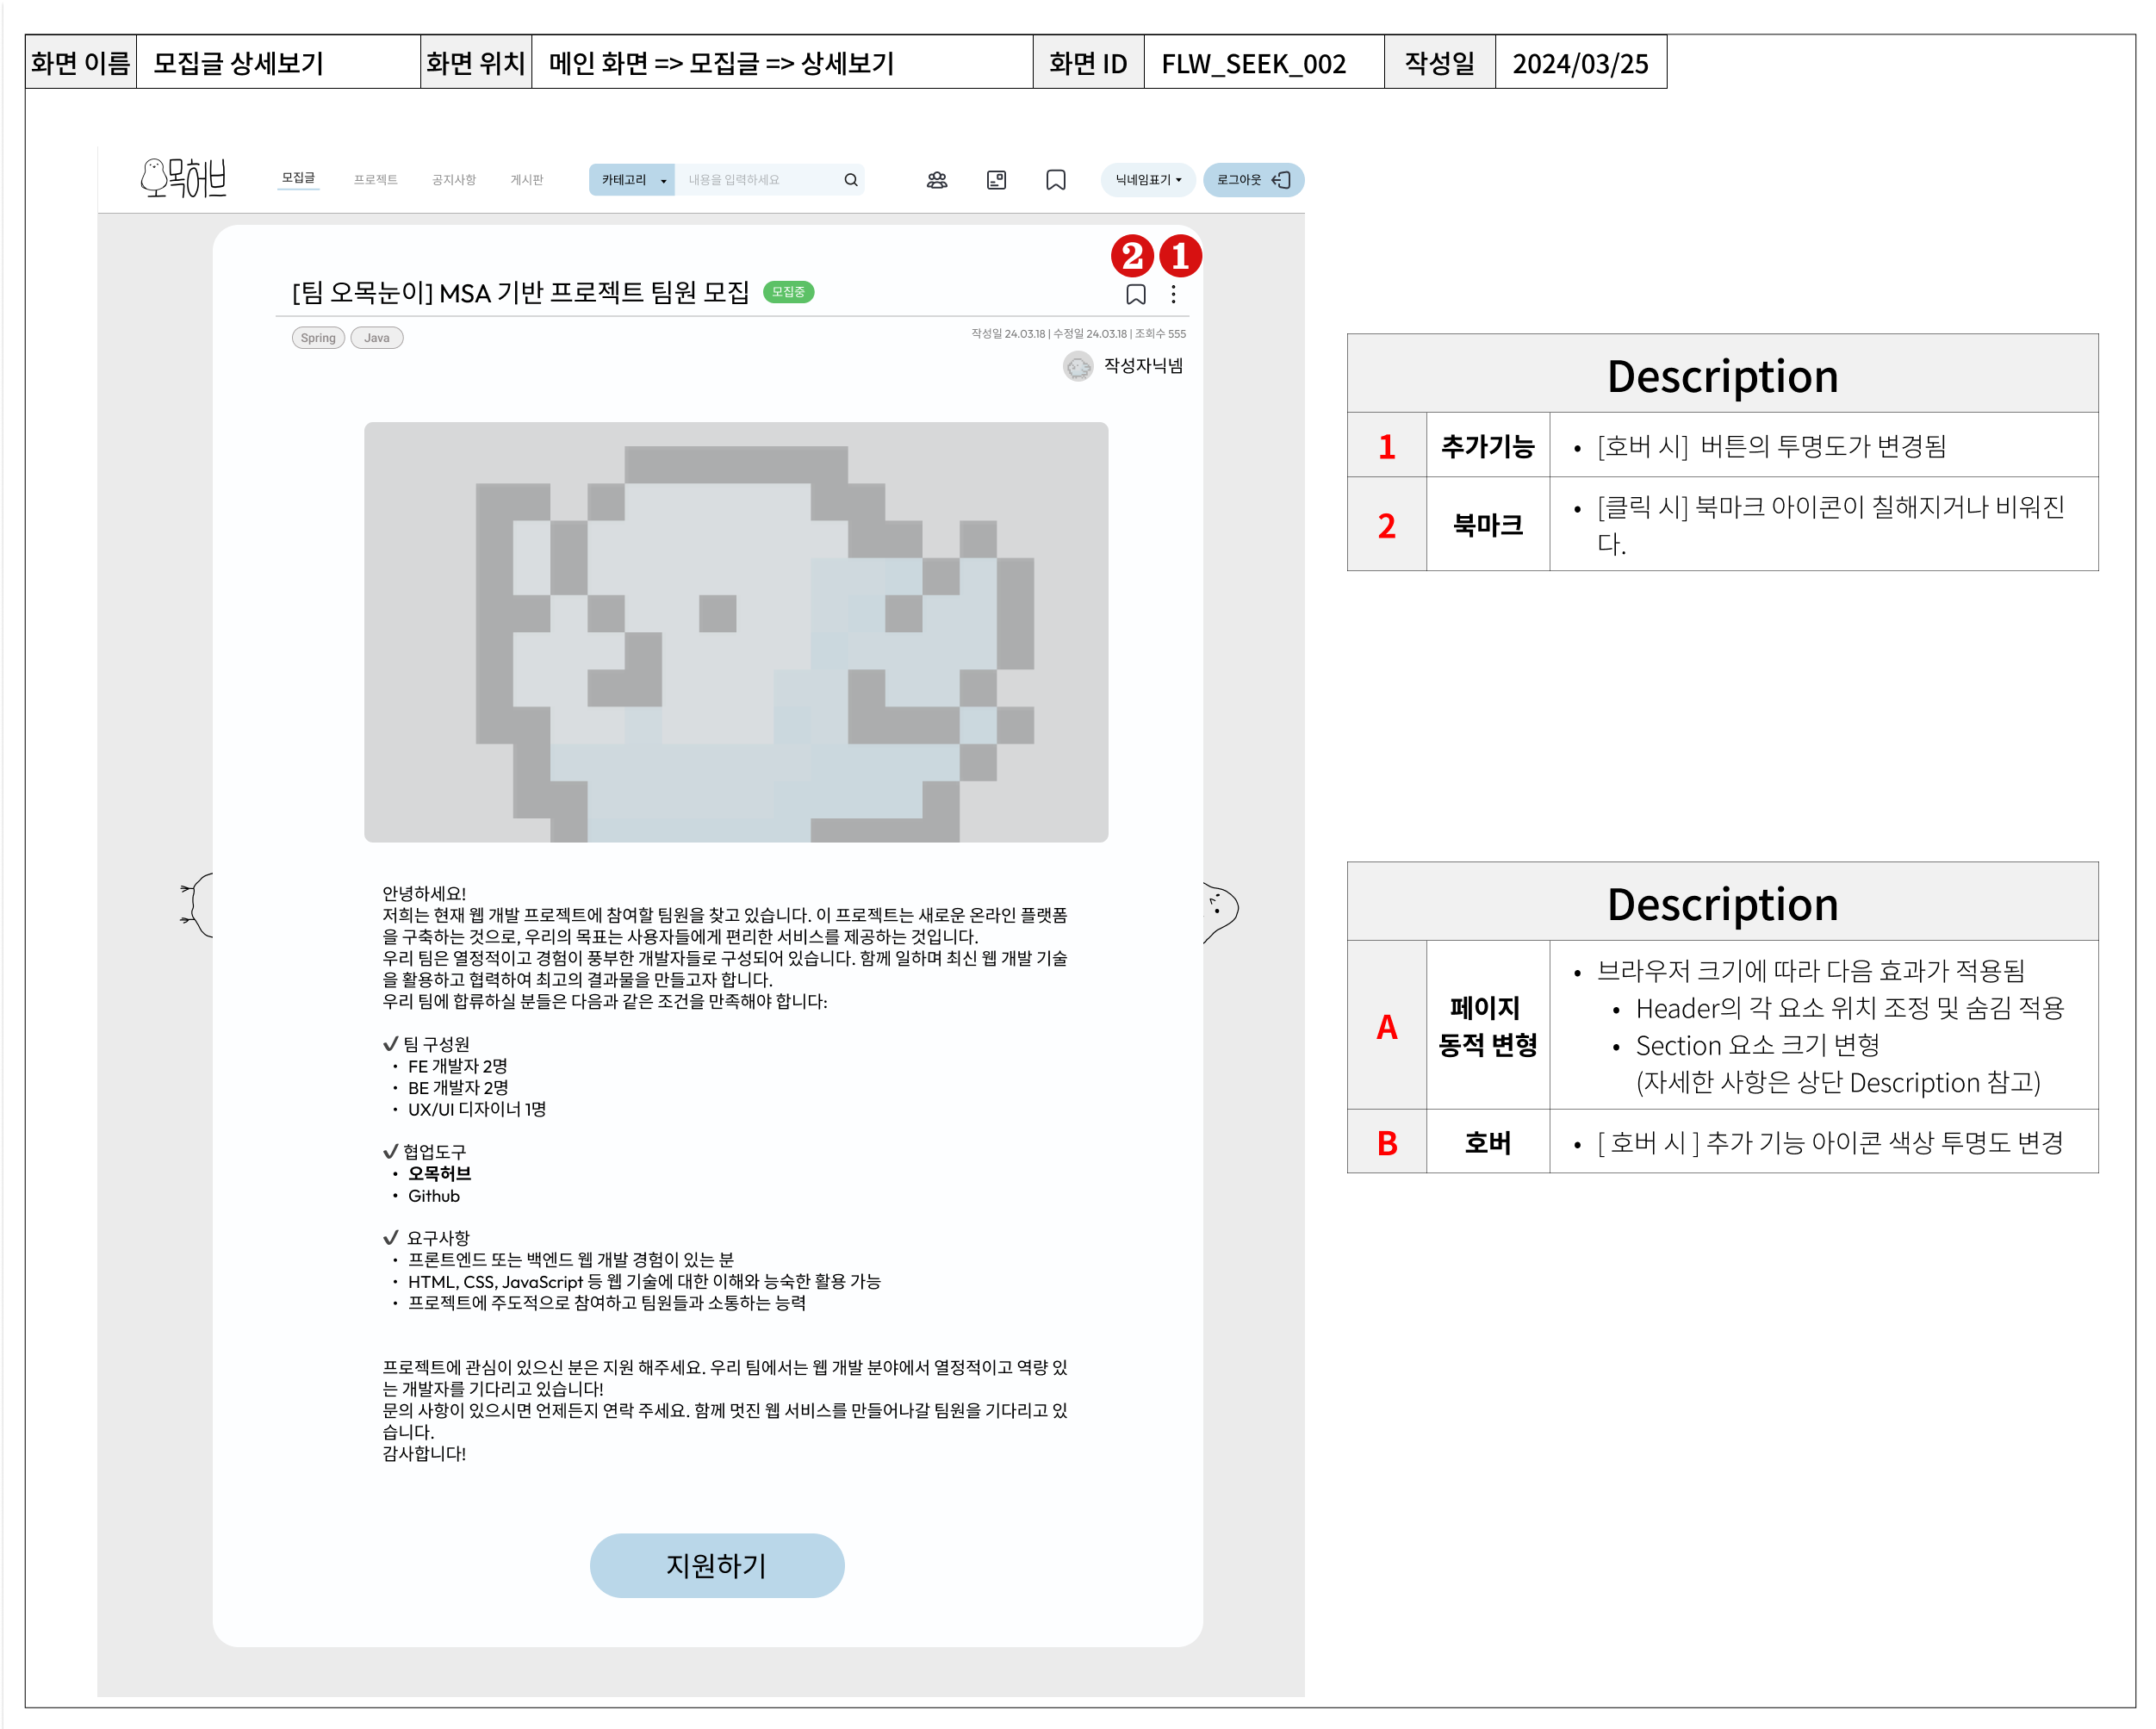 화면 이름 모집글 상세보기 화면 위치 메인 화면 => 모집글 => 상세보기 화면 ID FLW_SEEK_002 작성일 2024/03/25
오목허브 모집글 프로젝트 공지사항 게시판 카테고리 내용을 입력하세요 닉네임표기 로그아웃
2 1
[팀 오목눈이] MSA 기반 프로젝트 팀원 모집 모집중
Spring Java 작성일 24.03.18 | 수정일 24.03.18 | 조회수 555
작성자닉넴
안녕하세요!
저희는 현재 웹 개발 프로젝트에 참여할 팀원을 찾고 있습니다. 이 프로젝트는 새로운 온라인 플랫폼
을 구축하는 것으로, 우리의 목표는 사용자들에게 편리한 서비스를 제공하는 것입니다.
우리 팀은 열정적이고 경험이 풍부한 개발자들로 구성되어 있습니다. 함께 일하며 최신 웹 개발 기술
을 활용하고 협력하여 최고의 결과물을 만들고자 합니다.
우리 팀에 합류하실 분들은 다음과 같은 조건을 만족해야 합니다:
✓ 팀 구성원
• FE 개발자 2명
• BE 개발자 2명
• UX/UI 디자이너 1명
✓ 협업도구
• 오목허브
• Github
✓ 요구사항
• 프론트엔드 또는 백엔드 웹 개발 경험이 있는 분
• HTML, CSS, JavaScript 등 웹 기술에 대한 이해와 능숙한 활용 가능
• 프로젝트에 주도적으로 참여하고 팀원들과 소통하는 능력
프로젝트에 관심이 있으신 분은 지원 해주세요. 우리 팀에서는 웹 개발 분야에서 열정적이고 역량 있
는 개발자를 기다리고 있습니다!
문의 사항이 있으시면 언제든지 연락 주세요. 함께 멋진 웹 서비스를 만들어나갈 팀원을 기다리고 있
습니다.
감사합니다!
지원하기
Description
1 추가기능 • [호버 시] 버튼의 투명도가 변경됨
2 북마크 • [클릭 시] 북마크 아이콘이 칠해지거나 비워진
다.
Description
A 페이지
동적 변형
• 브라우저 크기에 따라 다음 효과가 적용됨
• Header의 각 요소 위치 조정 및 숨김 적용
• Section 요소 크기 변형
(자세한 사항은 상단 Description 참고)
B 호버 • [ 호버 시 ] 추가 기능 아이콘 색상 투명도 변경